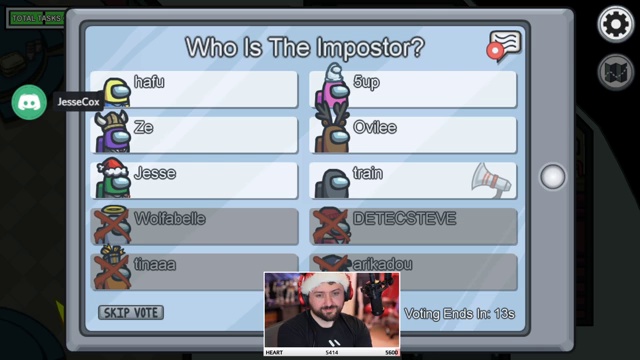 TOTAL TASKS
Who Is The Impostor?
hafu
5up
JesseCox
Ze
Ovilee
Jesse
train
Wolfabelle
DETECSTEVE
tinaaa
arikadou
SKIP VOTE
Voting Ends In: 13s
HEART 5414 5600